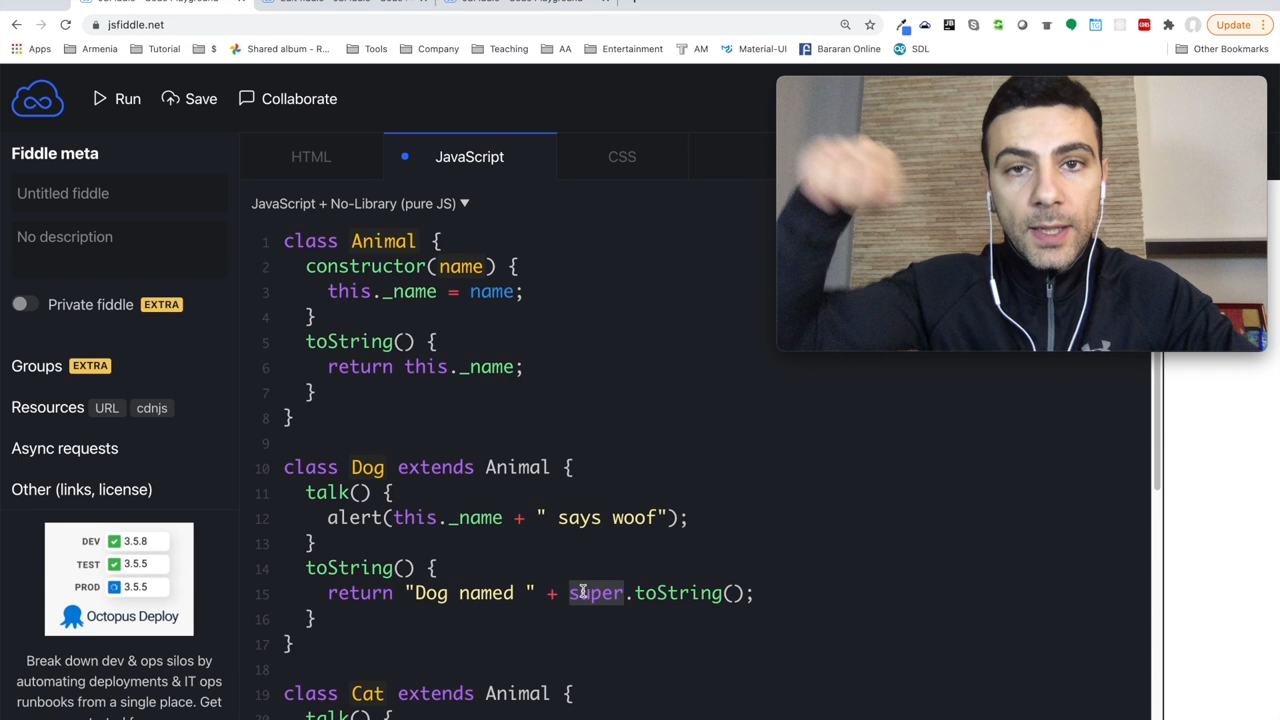 jsfiddle.net
Update
Apps Armenia Tutorial $ Shared album - R... Tools Company Teaching AA Entertainment AM Material-UI Bararan Online SDL Other Bookmarks
Run Save Collaborate
Fiddle meta
Untitled fiddle
No description
Private fiddle EXTRA
Groups EXTRA
Resources URL cdnjs
Async requests
Other (links, license)
DEV 3.5.8
TEST 3.5.5
PROD 3.5.5
Octopus Deploy
Break down dev & ops silos by
automating deployments & IT ops
runbooks from a single place. Get
HTML JavaScript CSS
JavaScript + No-Library (pure JS) ▼
1 class Animal {
2 constructor(name) {
3 this._name = name;
4 }
5 toString() {
6 return this._name;
7 }
8 }
9
10 class Dog extends Animal {
11 talk() {
12 alert(this._name + " says woof");
13 }
14 toString() {
15 return "Dog named " + super.toString();
16 }
17 }
18
19 class Cat extends Animal {
talk() {